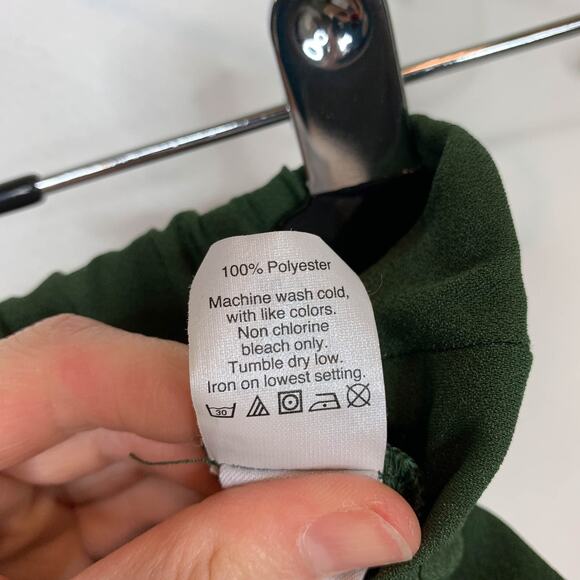 100% Polyester
Machine wash cold,
with like colors.
Non chlorine
bleach only.
Tumble dry low.
Iron on lowest setting.
30